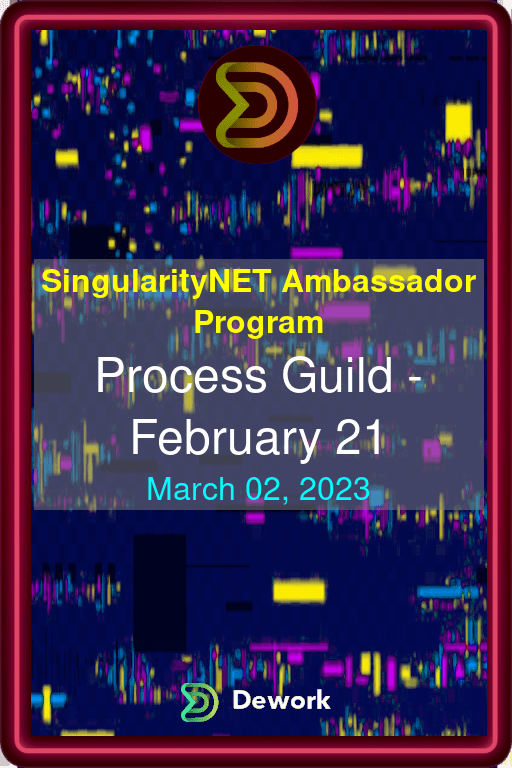 SingularityNET Ambassador
Program
Process Guild -
February 21
March 02, 2023
Dework